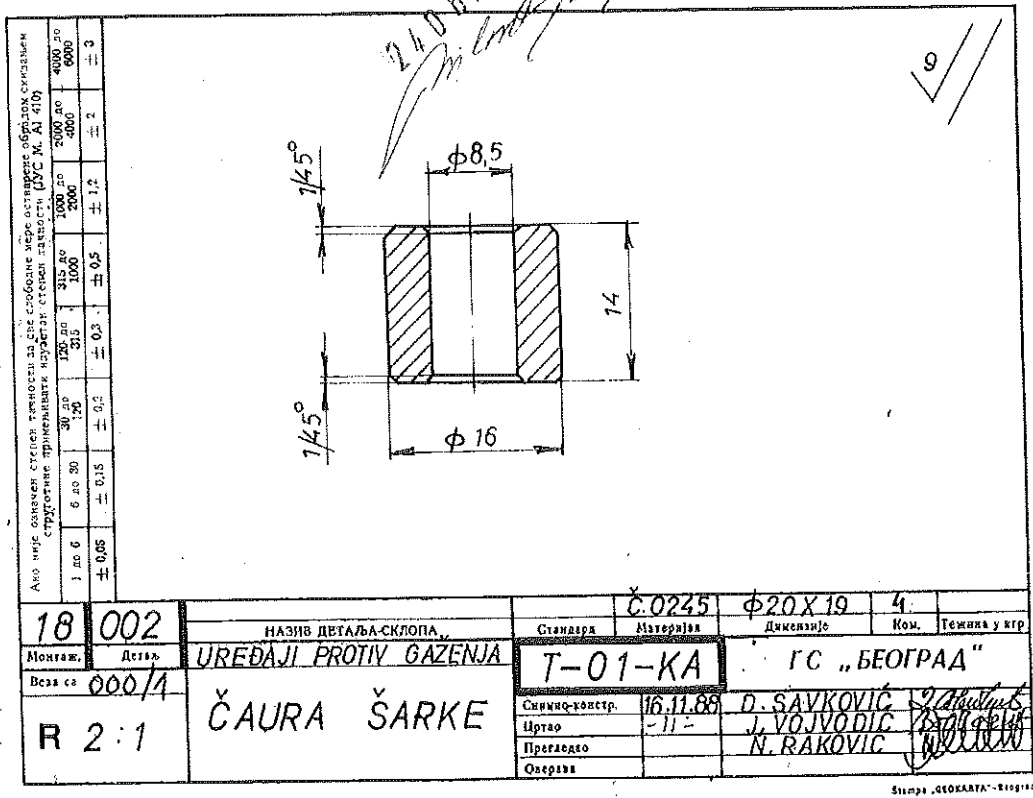 9
1/45°
φ8,5
14
1/45°
φ 16
Ако није означен степен тачности за све слободне мере остварене обрадом скидањем
струготине примењивати изузетан степен тачности (ЈУС М. А1 410)
1 до 6
6 до 30
30 до 120
120 до 315
315 до 1000
1000 до 2000
2000 до 4000
4000 до 6000
± 0,05
± 0,15
± 0,2
± 0,3
± 0,5
± 1,2
± 2
± 3
18 002
Монтаж. Детаљ
Веза са 000/1
R 2:1
НАЗИВ ДЕТАЉА-СКЛОПА
UREĐAJI PROTIV GAZENJA
ČAURA ŠARKE
Č.0245 φ20X19 4
Стандард Материјал Димензије Ком. Тежина у кгр
T-01-KA
ГС „БЕОГРАД"
Снимио-констр. 16.11.88 D. SAVKOVIĆ
Цртао -11- J. VOJVODIĆ
Прегледао N. RAKOVIĆ
Оверава
Štampa „GEOKARTA"-Beograd